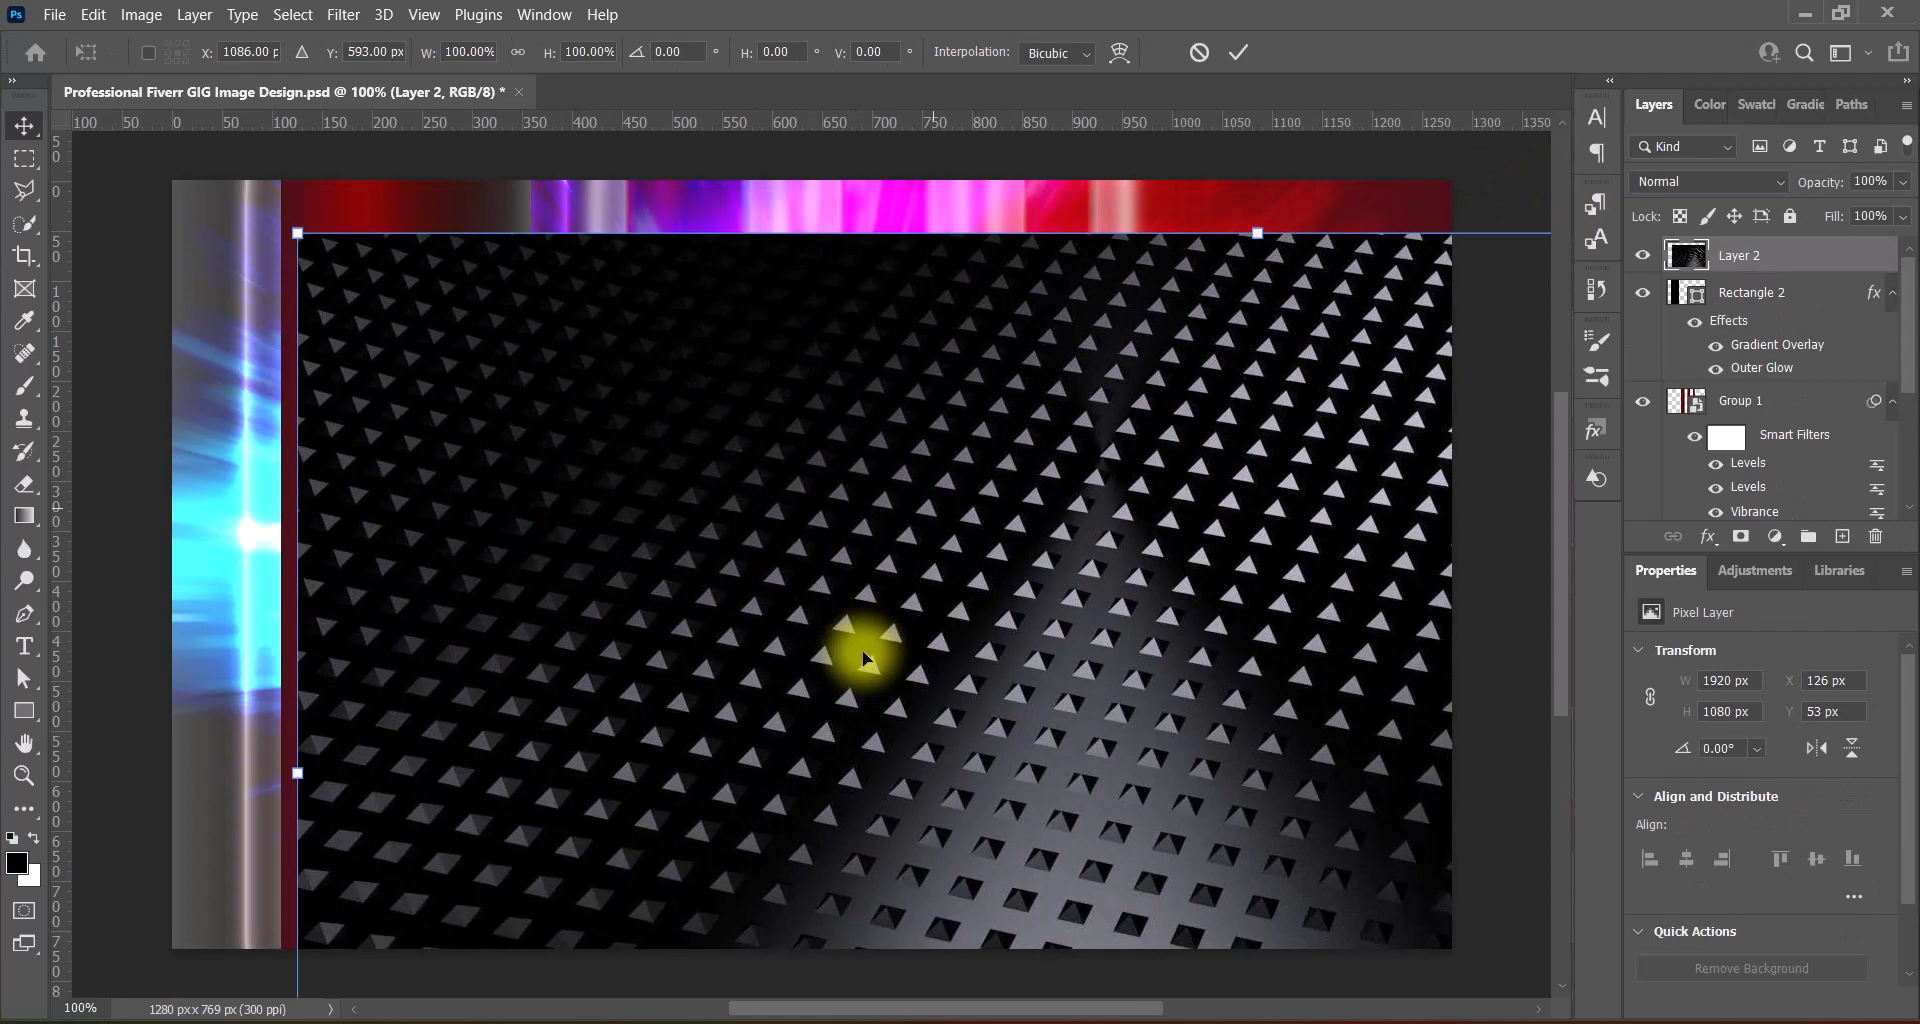 Ps File Edit Image Layer Type Select Filter 3D View Plugins Window Help
X: 1086.00 p Y: 593.00 px W: 100.00% H: 100.00% 0.00 ° H: 0.00 ° V: 0.00 ° Interpolation: Bicubic
Professional Fiverr GIG Image Design.psd @ 100% (Layer 2, RGB/8) * ×
100 50 0 50 100 150 200 250 300 350 400 450 500 550 600 650 700 750 800 850 900 950 1000 1050 1100 1150 1200 1250 1300 1350
Layers Color Swatcl Gradie Paths
Kind
Normal Opacity: 100%
Lock: Fill: 100%
Layer 2
Rectangle 2 fx
Effects
Gradient Overlay
Outer Glow
Group 1
Smart Filters
Levels
Levels
Vibrance
fx
Properties Adjustments Libraries
Pixel Layer
Transform
W 1920 px X 126 px
H 1080 px Y 53 px
0.00°
Align and Distribute
Align:
Quick Actions
Remove Background
100% 1280 px x 769 px (300 ppi)